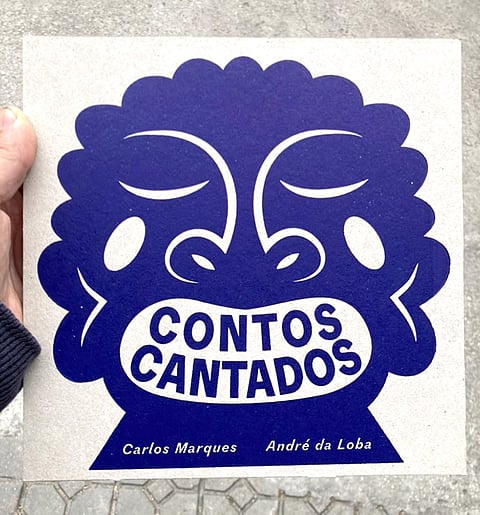 CONTOS
CANTADOS
Carlos Marques André da Loba